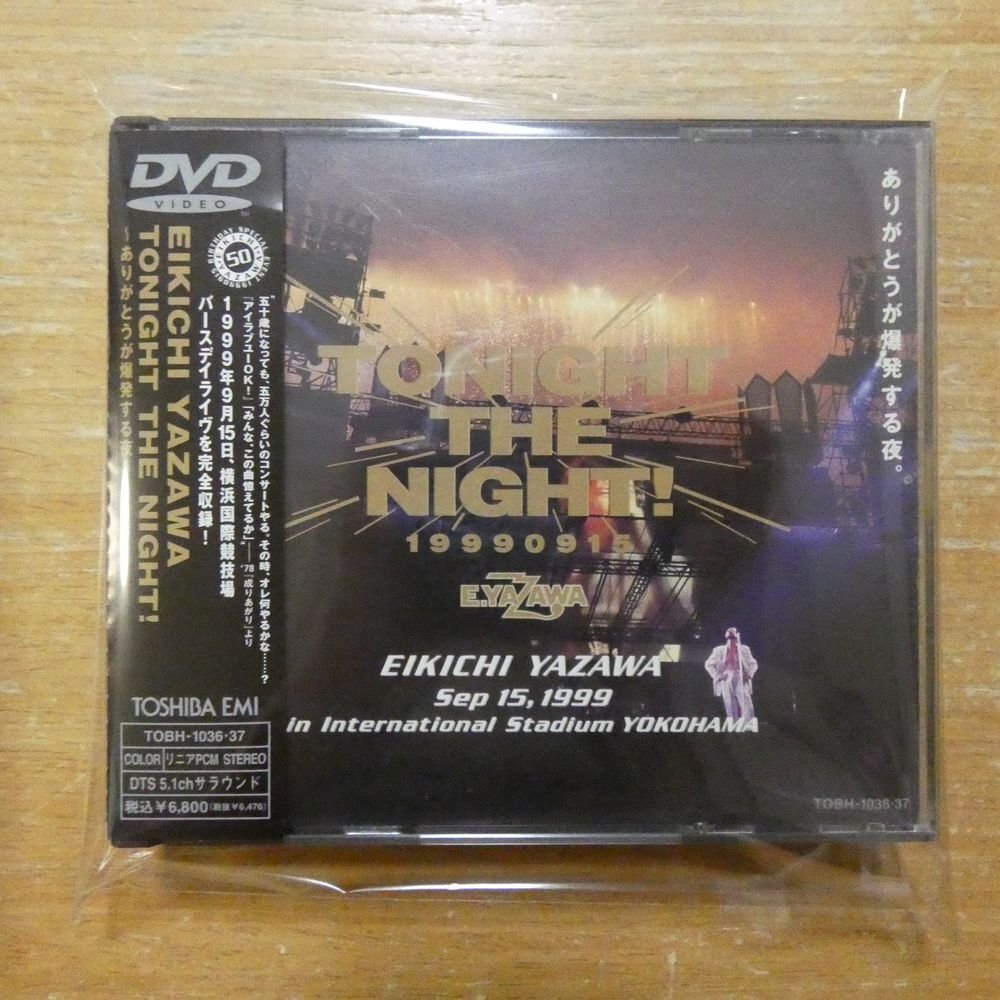 DVD
VIDEO
BIRTHDAY SPECIAL
EIKICHI YAZAWA
50
EIKICHI YAZAWA
TONIGHT THE NIGHT!
〜ありがとうが爆発する夜〜
"五十歳になっても、五万人ぐらいのコンサートやる。その時、オレ何やるかな……?
「アイラブユーOK!」「みんな、この曲憶えてるか」"──'78「成りあがり」より
1999年9月15日、横浜国際競技場
バースデイライヴを完全収録!
TOSHIBA EMI
TOBH-1036・37
COLOR リニアPCM STEREO
DTS 5.1chサラウンド
税込¥6,800(税抜¥6,476)
ありがとうが爆発する夜。
TONIGHT
THE
NIGHT!
19990915
E.YAZAWA
EIKICHI YAZAWA
Sep 15, 1999
in International Stadium YOKOHAMA
TOBH-1036・37